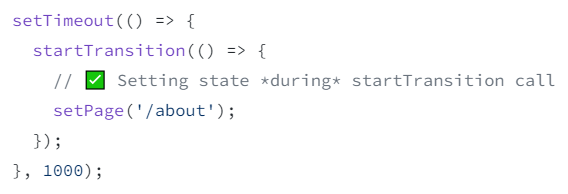 setTimeout(() => {
  startTransition(() => {
    // ✅ Setting state *during* startTransition call
    setPage('/about');
  });
}, 1000);